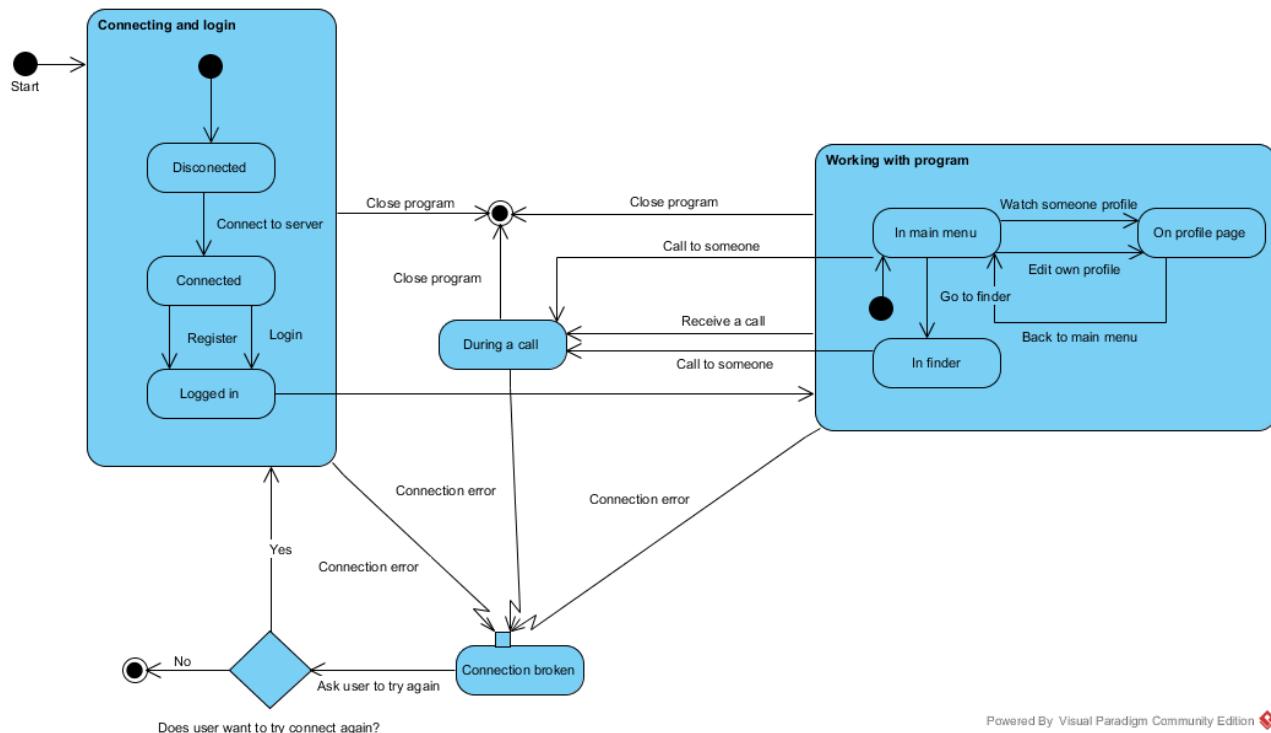 Connecting and login
Start
Disconected
Connect to server
Connected
Register
Login
Logged in
Close program
Close program
Close program
Call to someone
During a call
Receive a call
Call to someone
Working with program
In main menu
Watch someone profile
On profile page
Edit own profile
Go to finder
Back to main menu
In finder
Connection error
Connection error
Connection error
Yes
No
Ask user to try again
Connection broken
Does user want to try connect again?
Powered By Visual Paradigm Community Edition